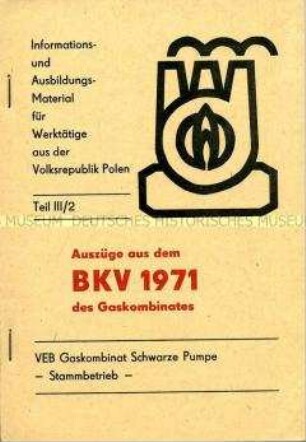 Informations-
und
Ausbildungs-
Material
für
Werktätige
aus der
Volksrepublik Polen
Teil III/2
MUSEUM DEUTSCHES HISTORISCHES MUSEUM
Auszüge aus dem
BKV 1971
des Gaskombinates
VEB Gaskombinat Schwarze Pumpe
– Stammbetrieb –